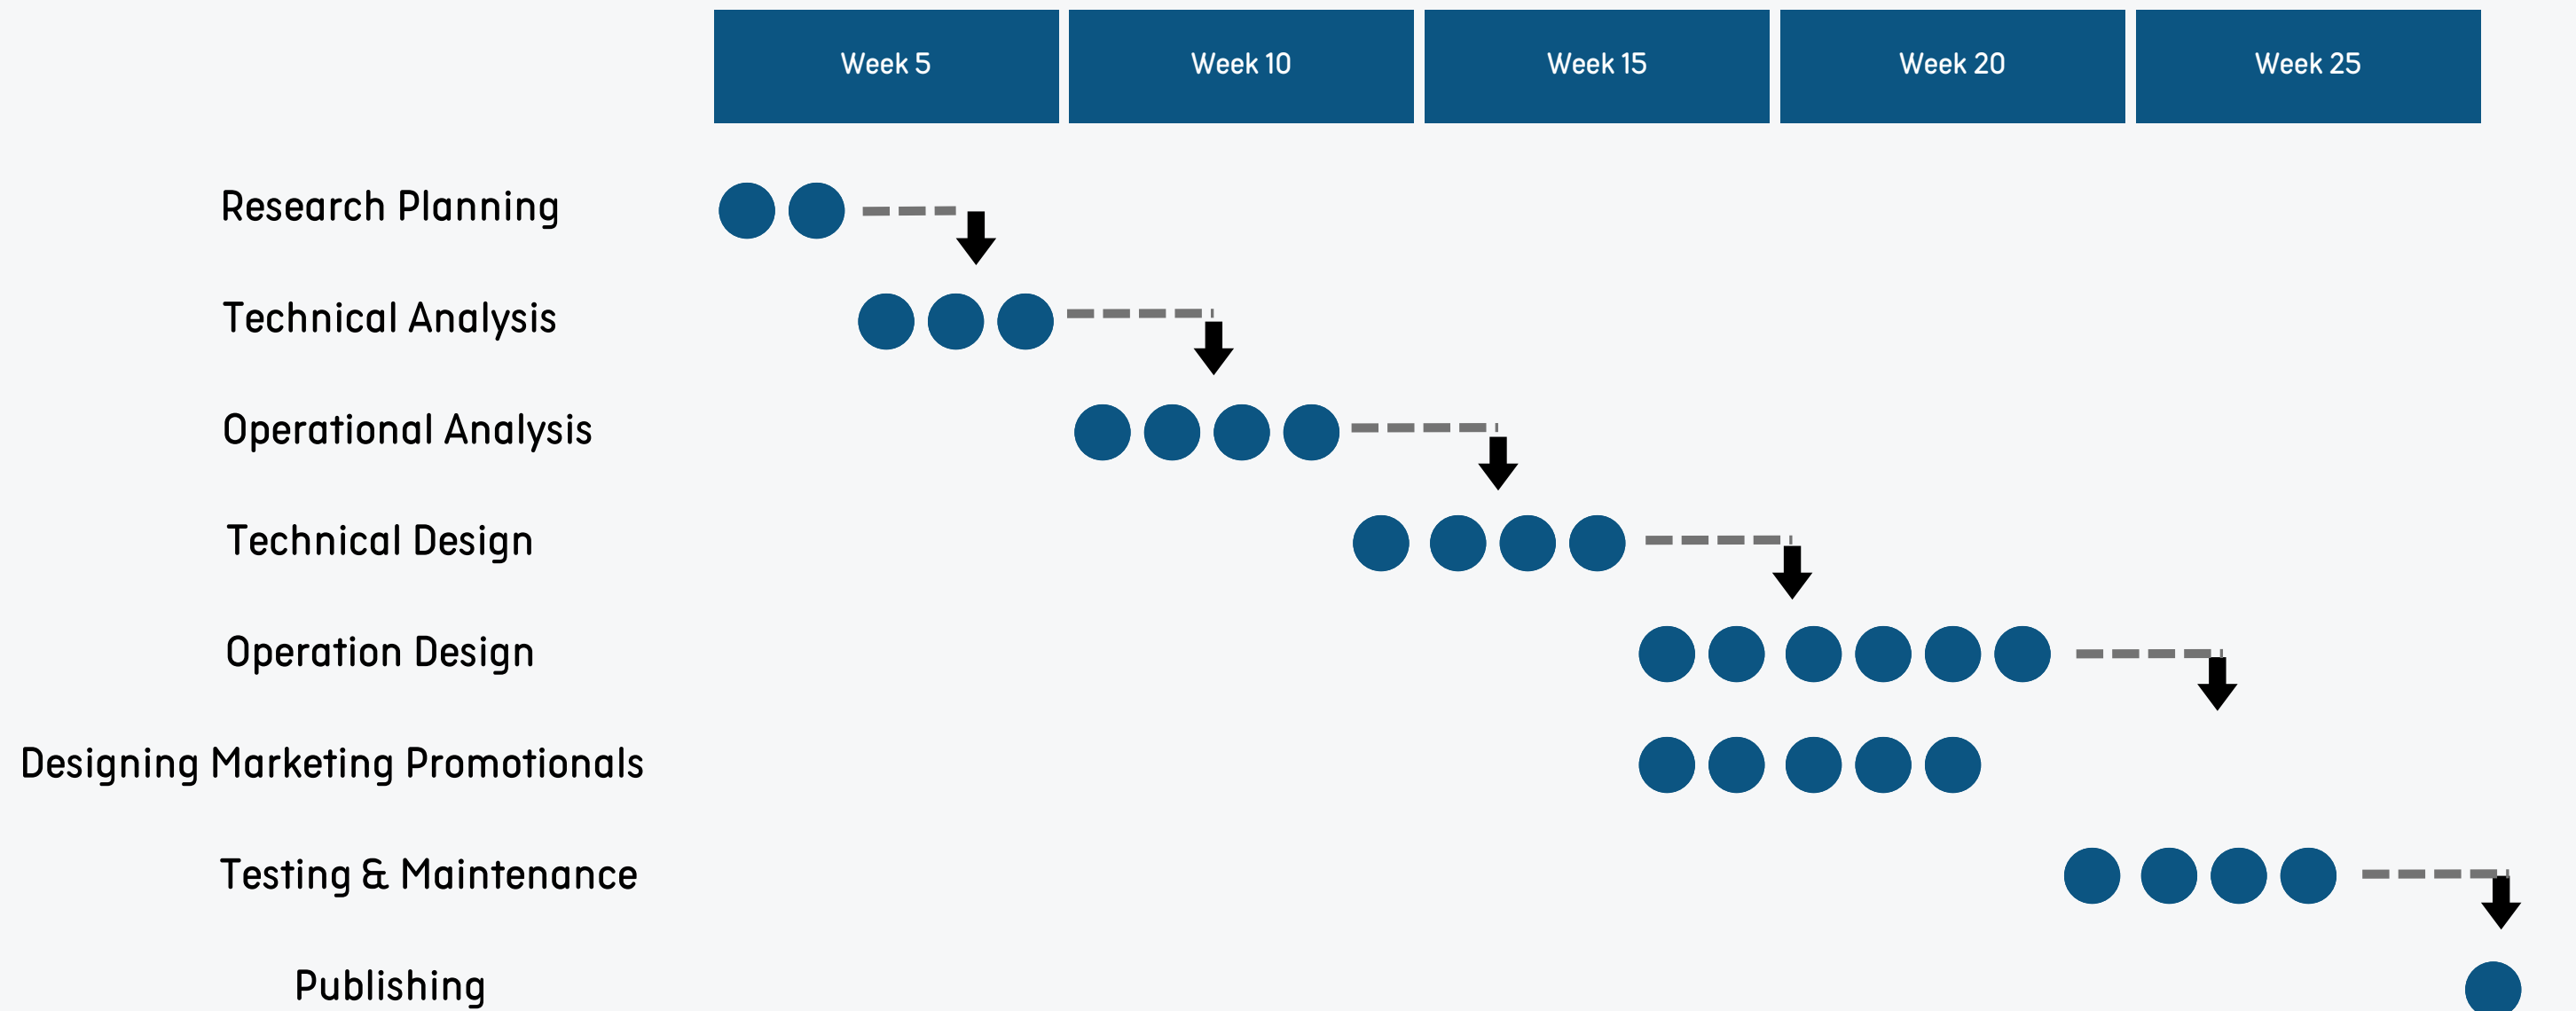 Week 5
Week 10
Week 15
Week 20
Week 25
Research Planning
Technical Analysis
Operational Analysis
Technical Design
Operation Design
Designing Marketing Promotionals
Testing & Maintenance
Publishing